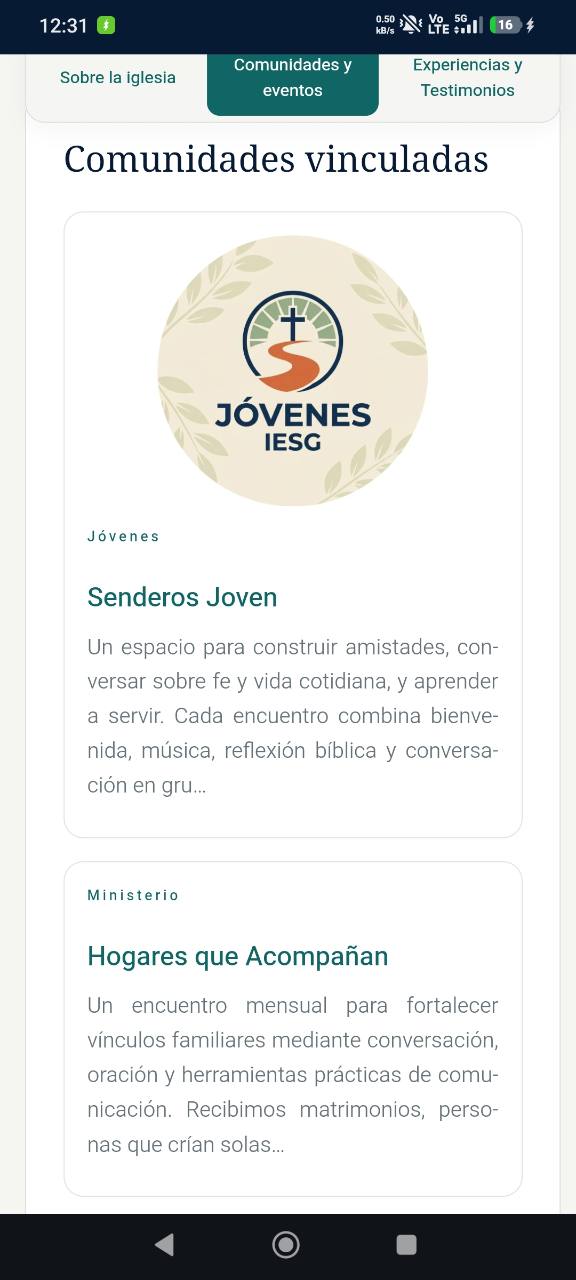 12:31
0.50
kB/s
Vo
LTE
5G
16
Sobre la iglesia
Comunidades y
eventos
Experiencias y
Testimonios
Comunidades vinculadas
JÓVENES
IESG
Jóvenes
Senderos Joven
Un espacio para construir amistades, con-
versar sobre fe y vida cotidiana, y aprender
a servir. Cada encuentro combina bienve-
nida, música, reflexión bíblica y conversa-
ción en gru...
Ministerio
Hogares que Acompañan
Un encuentro mensual para fortalecer
vínculos familiares mediante conversación,
oración y herramientas prácticas de comu-
nicación. Recibimos matrimonios, perso-
nas que crían solas...